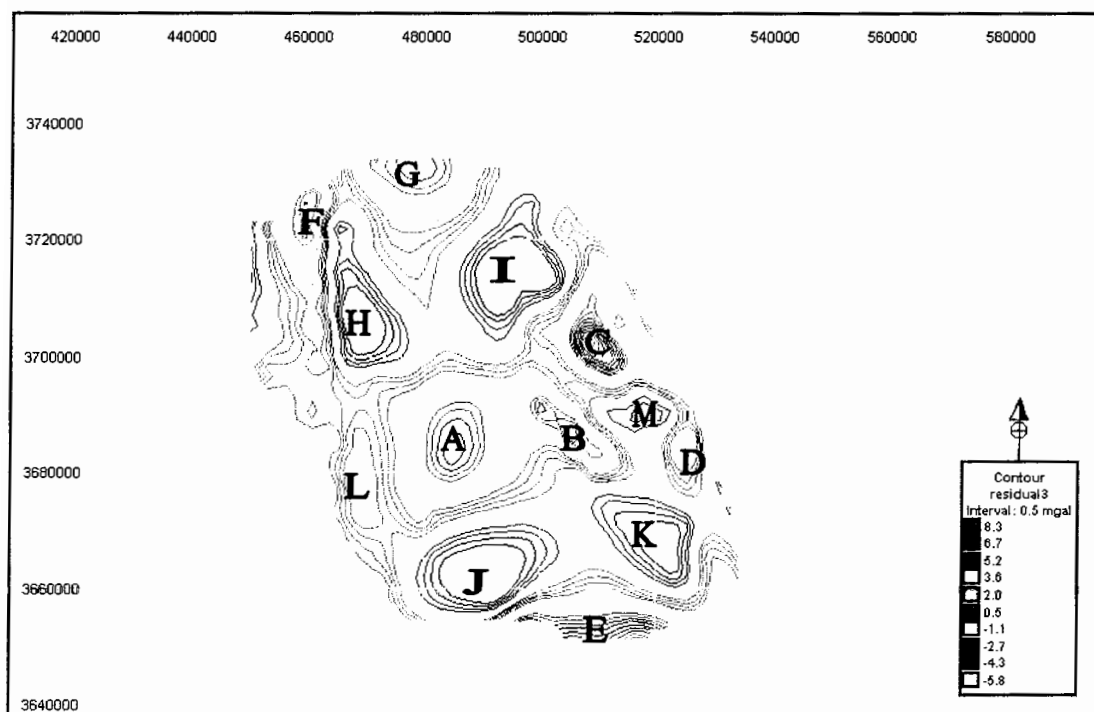 420000 440000 460000 480000 500000 520000 540000 560000 580000
3740000
G
F
3720000
I
H
C
3700000
M
A B
D
3680000
L
K
J
3660000
E
3640000
Contour
residual3
Interval: 0.5 mgal
8.3
6.7
5.2
3.6
2.0
0.5
-1.1
-2.7
-4.3
-5.8